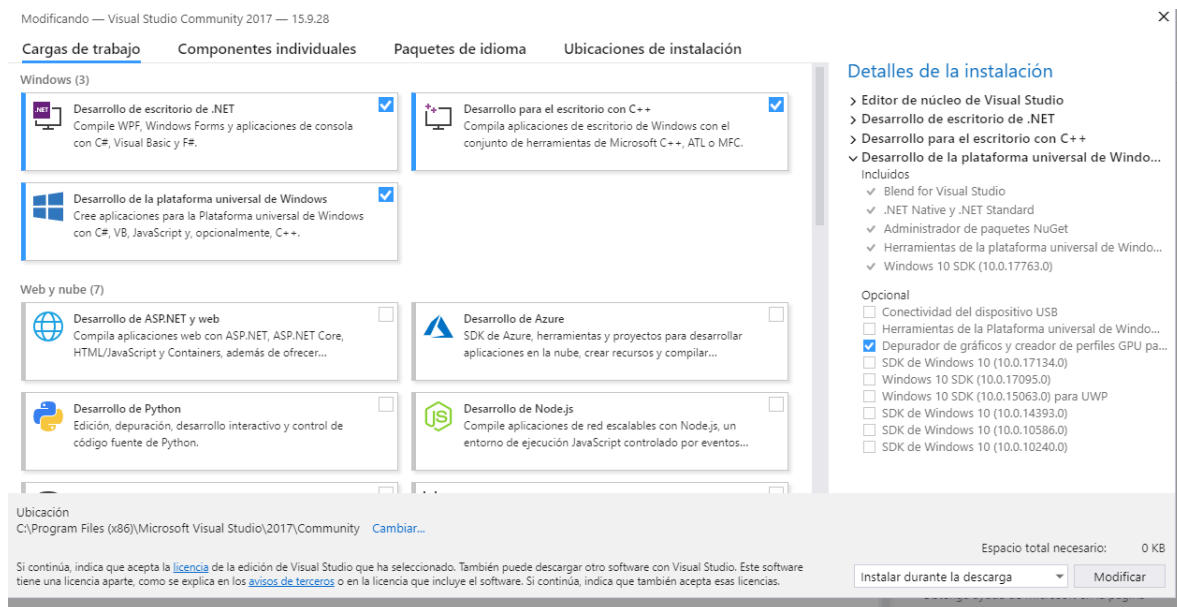 Modificando — Visual Studio Community 2017 — 15.9.28
Cargas de trabajo
Componentes individuales
Paquetes de idioma
Ubicaciones de instalación
Windows (3)
.NET
Desarrollo de escritorio de .NET
Compile WPF, Windows Forms y aplicaciones de consola
con C#, Visual Basic y F#.
Desarrollo para el escritorio con C++
Compila aplicaciones de escritorio de Windows con el
conjunto de herramientas de Microsoft C++, ATL o MFC.
Desarrollo de la plataforma universal de Windows
Cree aplicaciones para la Plataforma universal de Windows
con C#, VB, JavaScript y, opcionalmente, C++.
Web y nube (7)
Desarrollo de ASP.NET y web
Compila aplicaciones web con ASP.NET, ASP.NET Core,
HTML/JavaScript y Containers, además de ofrecer...
Desarrollo de Azure
SDK de Azure, herramientas y proyectos para desarrollar
aplicaciones en la nube, crear recursos y compilar...
Desarrollo de Python
Edición, depuración, desarrollo interactivo y control de
código fuente de Python.
JS
Desarrollo de Node.js
Compile aplicaciones de red escalables con Node.js, un
entorno de ejecución JavaScript controlado por eventos...
Detalles de la instalación
Editor de núcleo de Visual Studio
Desarrollo de escritorio de .NET
Desarrollo para el escritorio con C++
Desarrollo de la plataforma universal de Windo...
Incluidos
Blend for Visual Studio
.NET Native y .NET Standard
Administrador de paquetes NuGet
Herramientas de la plataforma universal de Windo...
Windows 10 SDK (10.0.17763.0)
Opcional
Conectividad del dispositivo USB
Herramientas de la Plataforma universal de Windo...
Depurador de gráficos y creador de perfiles GPU pa...
SDK de Windows 10 (10.0.17134.0)
Windows 10 SDK (10.0.17095.0)
Windows 10 SDK (10.0.15063.0) para UWP
SDK de Windows 10 (10.0.14393.0)
SDK de Windows 10 (10.0.10586.0)
SDK de Windows 10 (10.0.10240.0)
Ubicación
C:\Program Files (x86)\Microsoft Visual Studio\2017\Community Cambiar...
Si continúa, indica que acepta la licencia de la edición de Visual Studio que ha seleccionado. También puede descargar otro software con Visual Studio. Este software
tiene una licencia aparte, como se explica en los avisos de terceros o en la licencia que incluye el software. Si continúa, indica que también acepta esas licencias.
Espacio total necesario: 0 KB
Instalar durante la descarga
Modificar